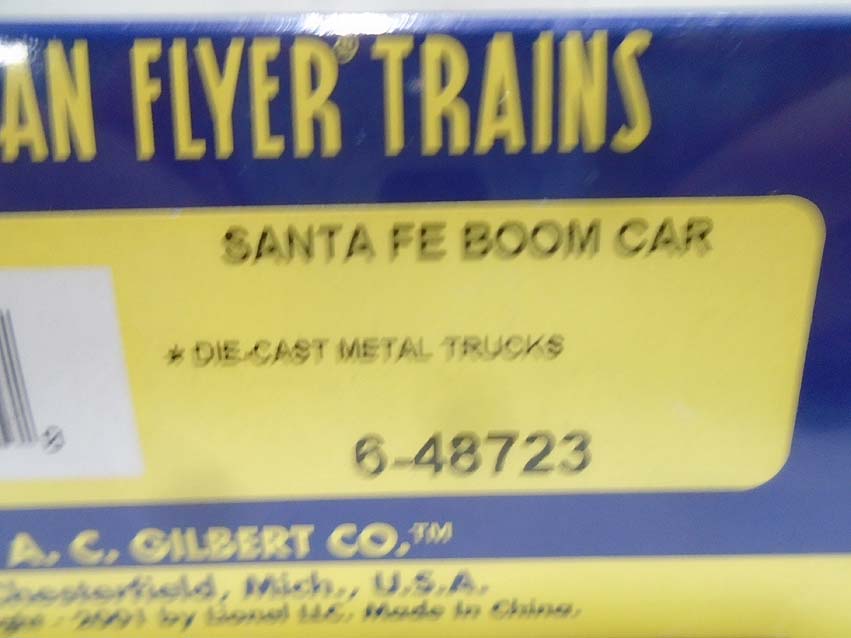 AN FLYER® TRAINS
SANTA FE BOOM CAR
* DIE-CAST METAL TRUCKS
6-48723
A. C. GILBERT CO.™
Chesterfield, Mich., U.S.A.
2001 by Lionel LLC. Made in China.